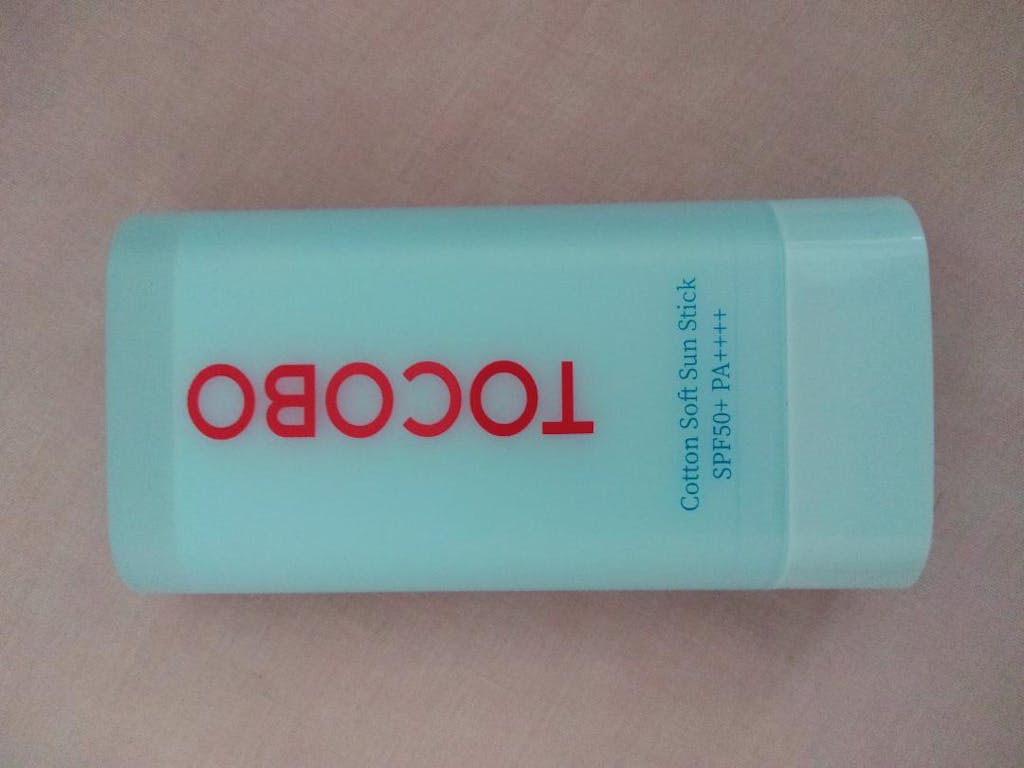 TOCOBO
Cotton Soft Sun Stick
SPF50+ PA++++